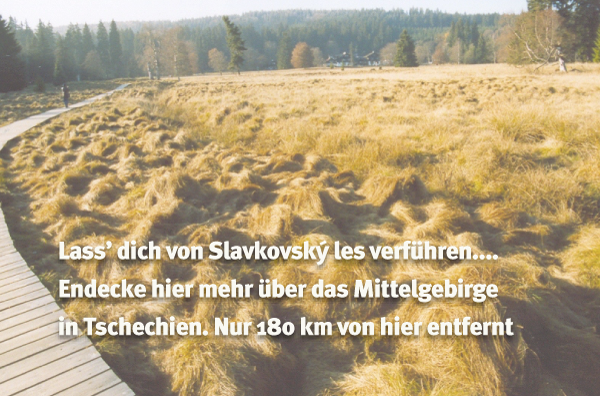 Lass’ dich von Slavkovský les verführen....
Endecke hier mehr über das Mittelgebirge
in Tschechien. Nur 180 km von hier entfernt